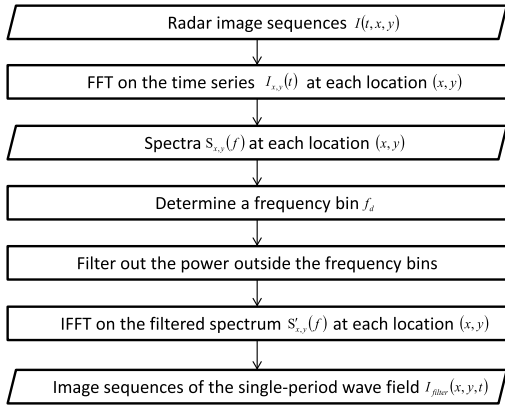 Radar image sequences I(t,x,y)
FFT on the time series I_{x,y}(t) at each location (x,y)
Spectra S_{x,y}(f) at each location (x,y)
Determine a frequency bin f_d
Filter out the power outside the frequency bins
IFFT on the filtered spectrum S'_{x,y}(f) at each location (x,y)
Image sequences of the single-period wave field I_{filter}(x,y,t)